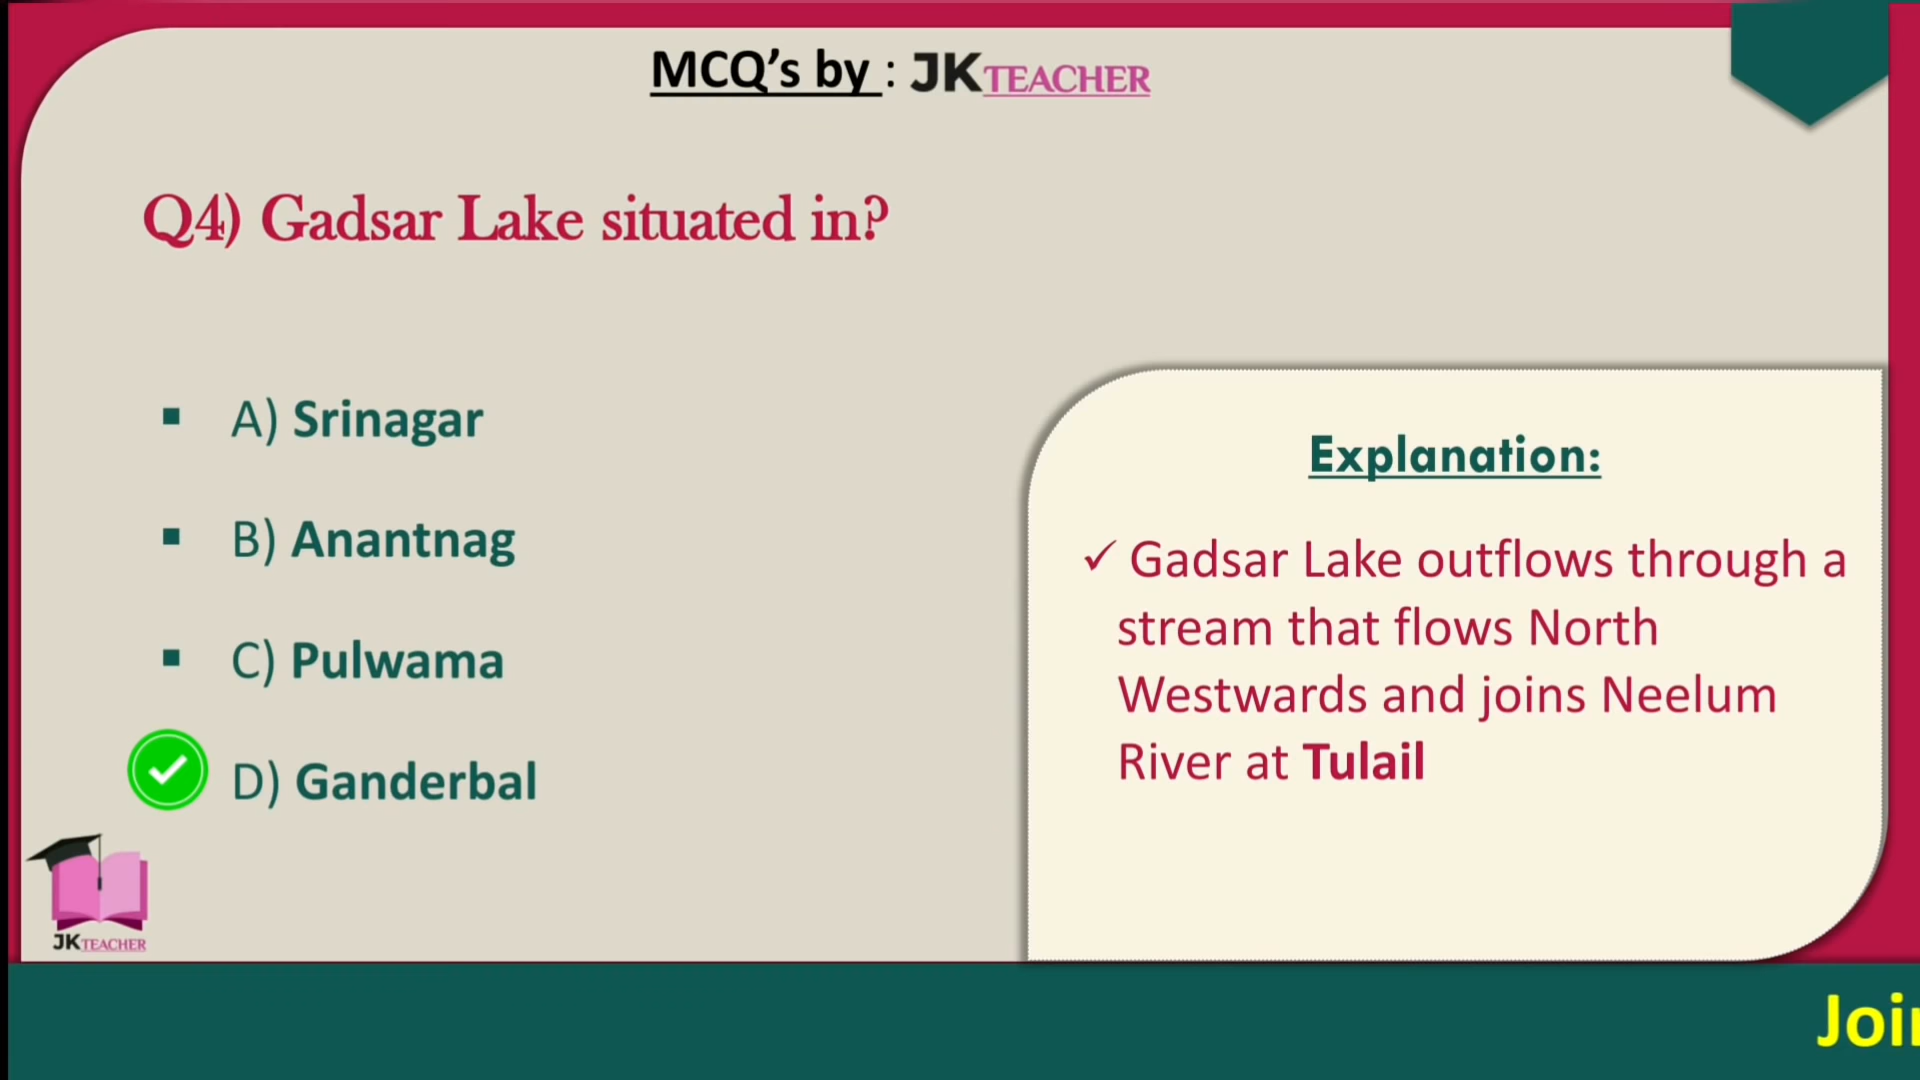 MCQ’s by : JKTEACHER
Q4) Gadsar Lake situated in?
▪ A) Srinagar
▪ B) Anantnag
▪ C) Pulwama
D) Ganderbal
Explanation:
✓ Gadsar Lake outflows through a
stream that flows North
Westwards and joins Neelum
River at Tulail
JKTEACHER